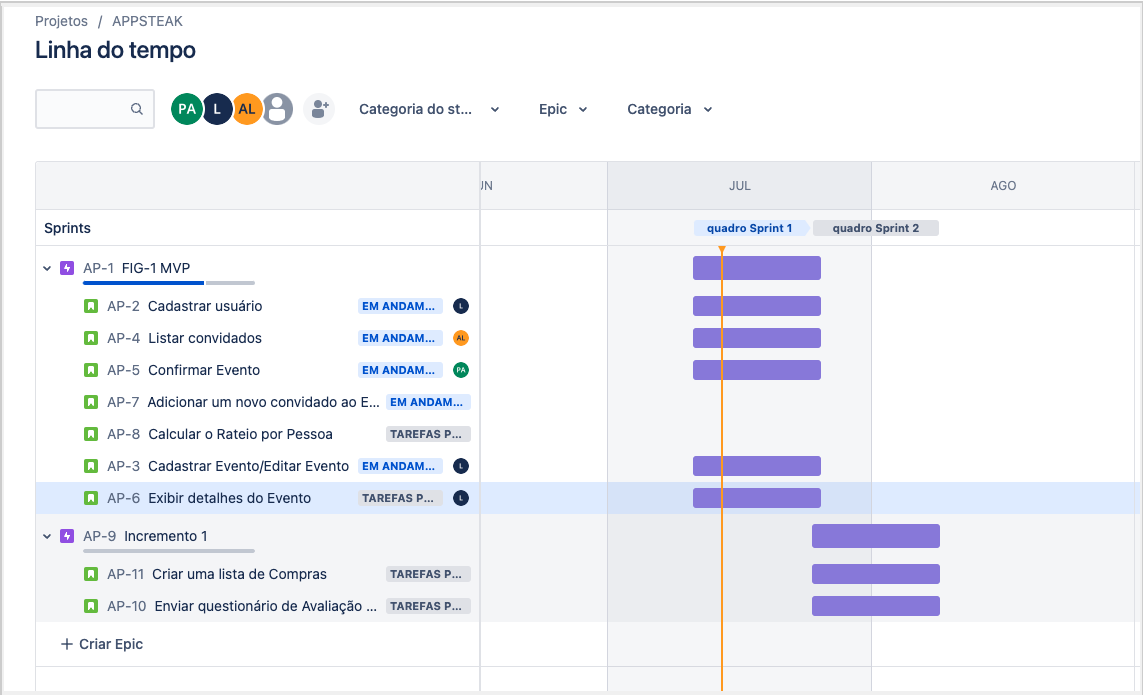 Projetos / APPSTEAK
Linha do tempo
PA L AL Categoria do st... Epic Categoria
JUL AGO
Sprints quadro Sprint 1 quadro Sprint 2
AP-1 FIG-1 MVP
AP-2 Cadastrar usuário EM ANDAM... L
AP-4 Listar convidados EM ANDAM... AL
AP-5 Confirmar Evento EM ANDAM... PA
AP-7 Adicionar um novo convidado ao E... EM ANDAM...
AP-8 Calcular o Rateio por Pessoa TAREFAS P...
AP-3 Cadastrar Evento/Editar Evento EM ANDAM... L
AP-6 Exibir detalhes do Evento TAREFAS P... L
AP-9 Incremento 1
AP-11 Criar uma lista de Compras TAREFAS P...
AP-10 Enviar questionário de Avaliação ... TAREFAS P...
+ Criar Epic